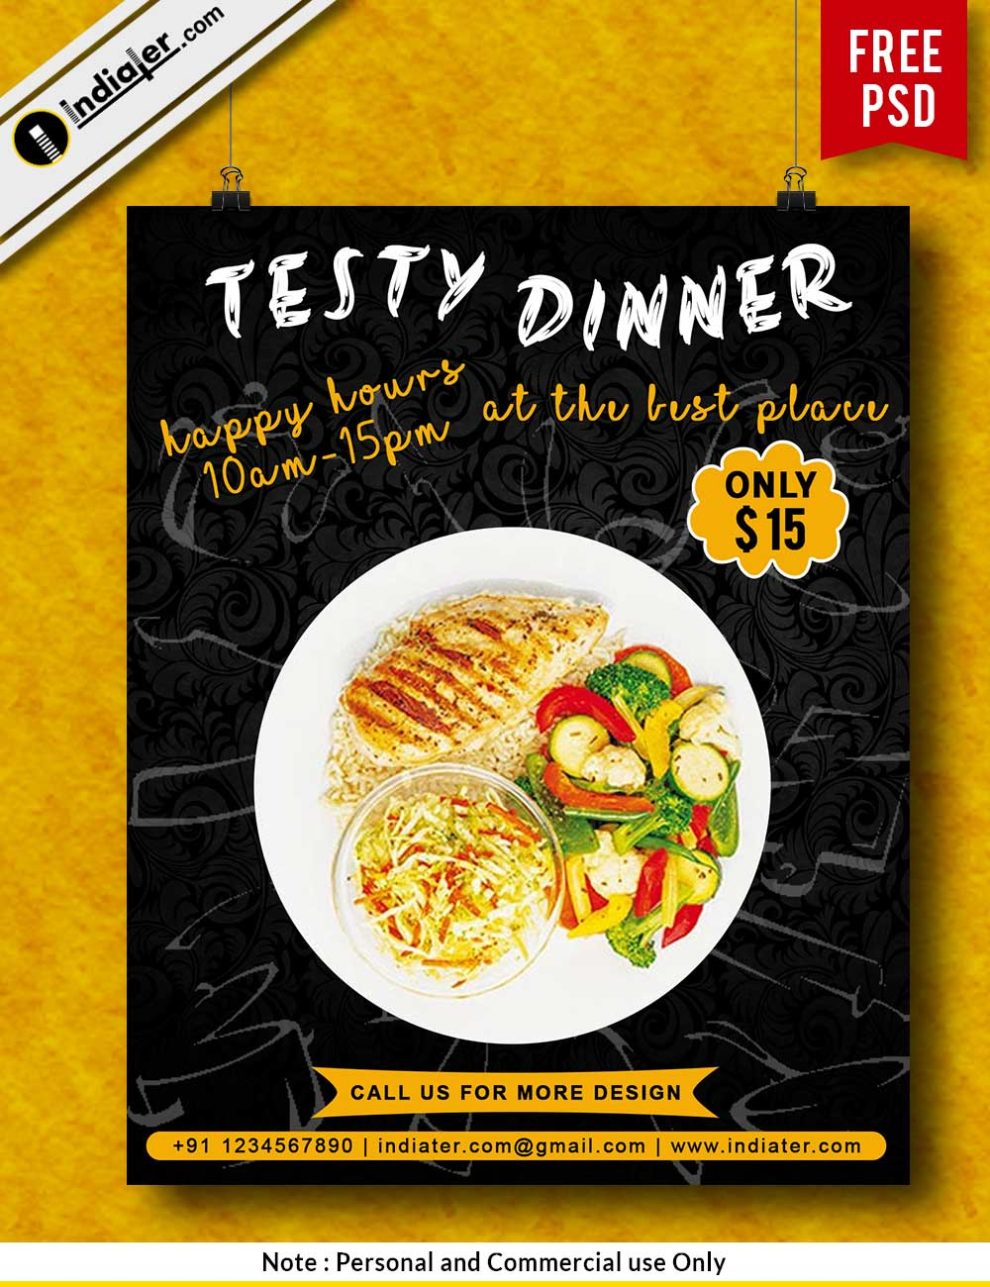 Indiater.com
FREE
PSD
TESTY DINNER
happy hours
10am-15pm
at the best place
ONLY
$15
CALL US FOR MORE DESIGN
+91 1234567890 | indiater.com@gmail.com | www.indiater.com
Note : Personal and Commercial use Only